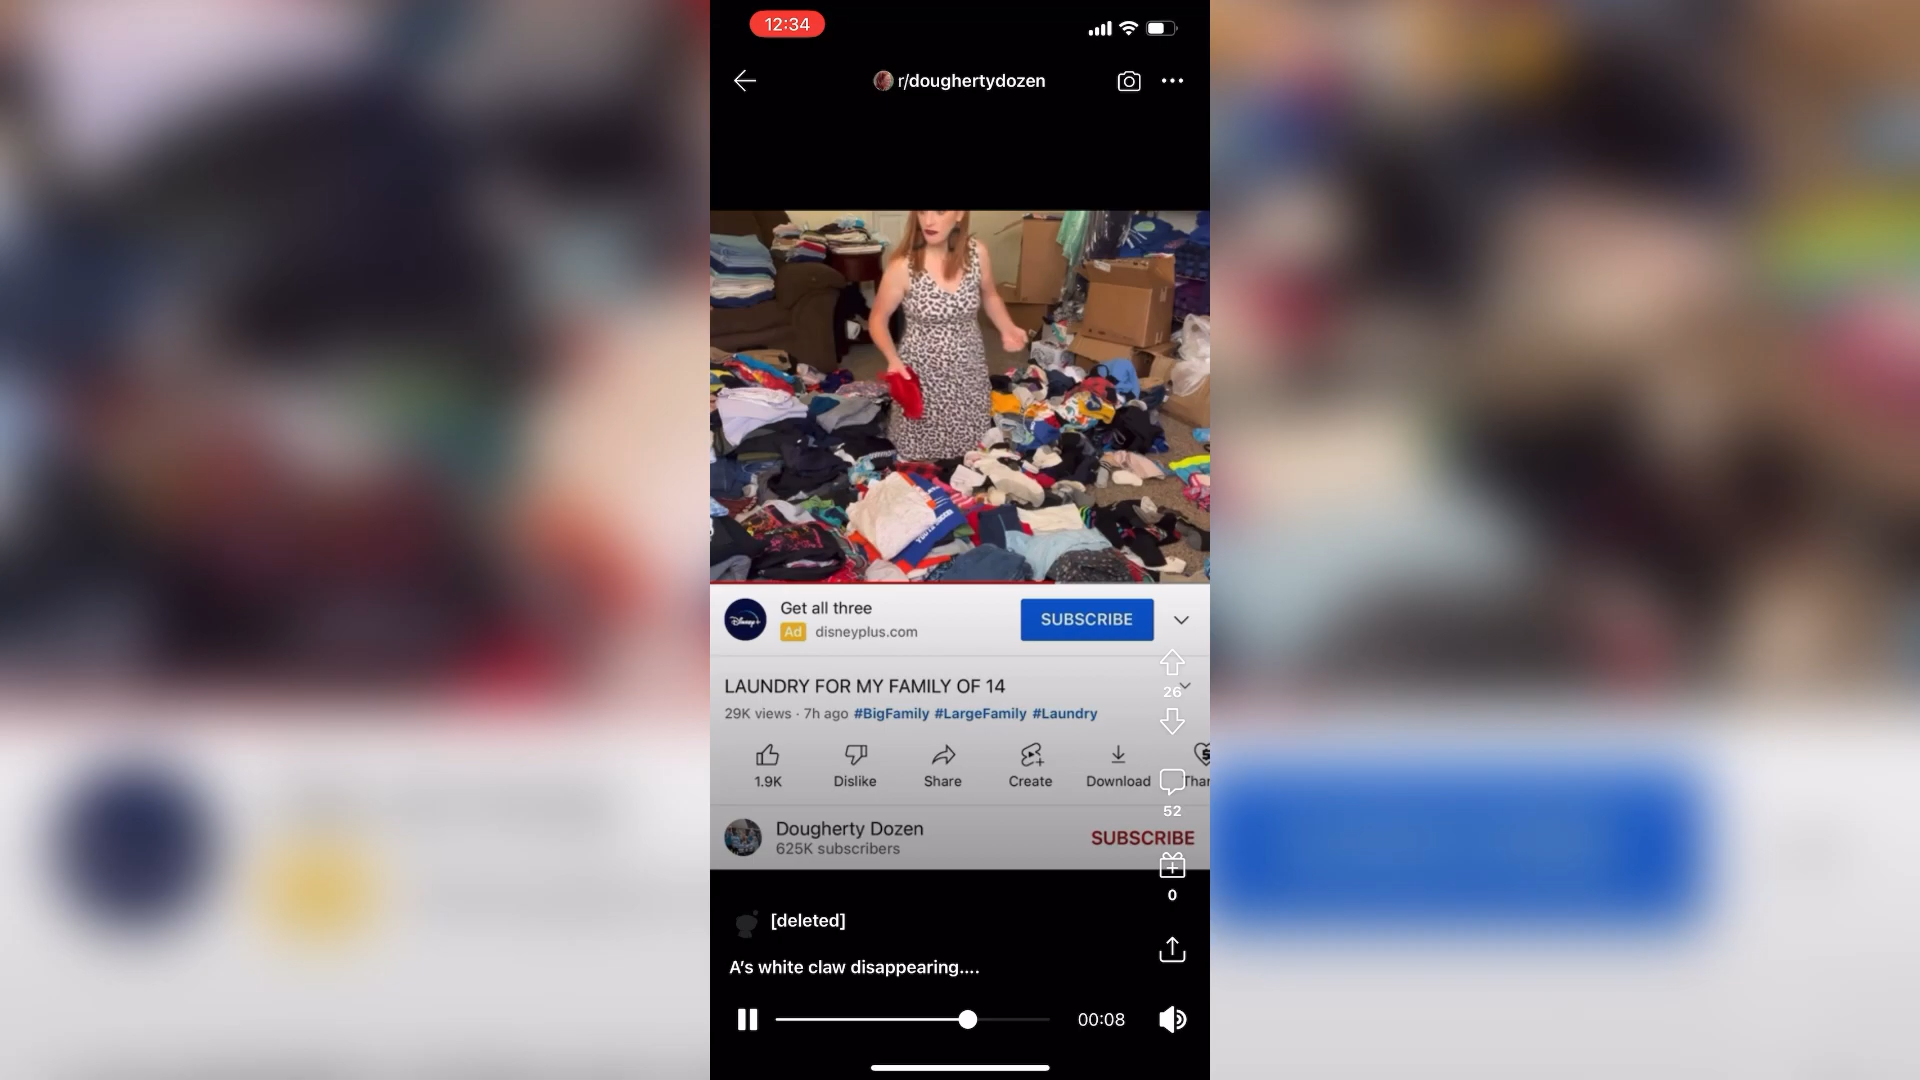 12:34
r/doughertydozen
Get all three
SUBSCRIBE
Ad disneyplus.com
LAUNDRY FOR MY FAMILY OF 14
26
29K views · 7h ago #BigFamily #LargeFamily #Laundry
1.9K Dislike Share Create Download
52
Dougherty Dozen
625K subscribers
SUBSCRIBE
0
[deleted]
A's white claw disappearing....
00:08